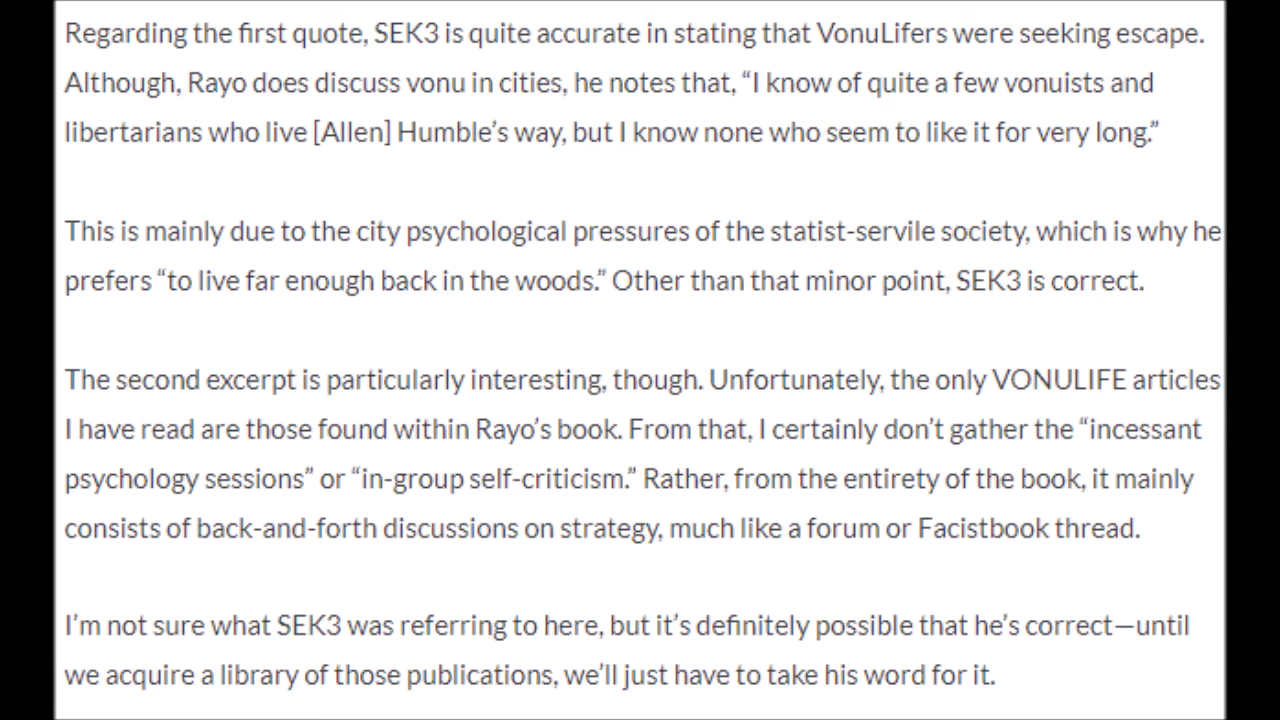 Regarding the first quote, SEK3 is quite accurate in stating that VonuLifers were seeking escape.
Although, Rayo does discuss vonu in cities, he notes that, “I know of quite a few vonuists and
libertarians who live [Allen] Humble’s way, but I know none who seem to like it for very long.”
This is mainly due to the city psychological pressures of the statist-servile society, which is why he
prefers “to live far enough back in the woods.” Other than that minor point, SEK3 is correct.
The second excerpt is particularly interesting, though. Unfortunately, the only VONULIFE articles
I have read are those found within Rayo’s book. From that, I certainly don’t gather the “incessant
psychology sessions” or “in-group self-criticism.” Rather, from the entirety of the book, it mainly
consists of back-and-forth discussions on strategy, much like a forum or Facistbook thread.
I’m not sure what SEK3 was referring to here, but it’s definitely possible that he’s correct—until
we acquire a library of those publications, we’ll just have to take his word for it.